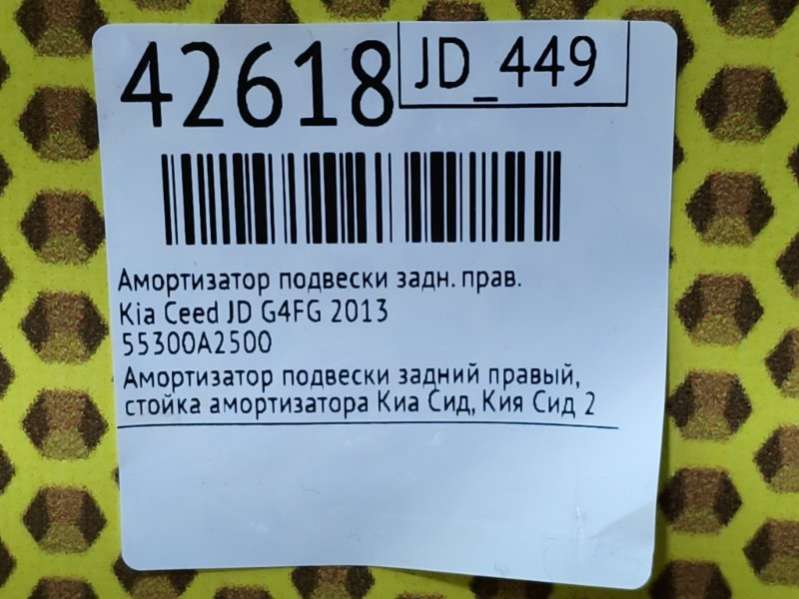 42618 JD_449
Амортизатор подвески задн. прав.
Kia Ceed JD G4FG 2013
55300A2500
Амортизатор подвески задний правый,
стойка амортизатора Киа Сид, Кия Сид 2